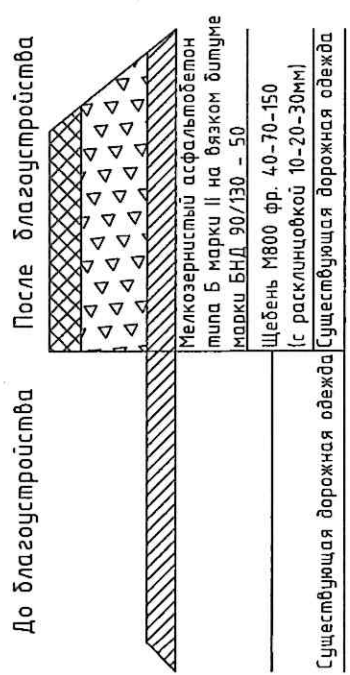 До благоустройства
После благоустройства
Мелкозернистый асфальтобетон
типа Б марки II на вязком битуме
марки БНД 90/130 - 50
Щебень М800 фр. 40-70-150
(с расклинцовкой 10-20-30мм)
Существующая дорожная одежда
Существующая дорожная одежда